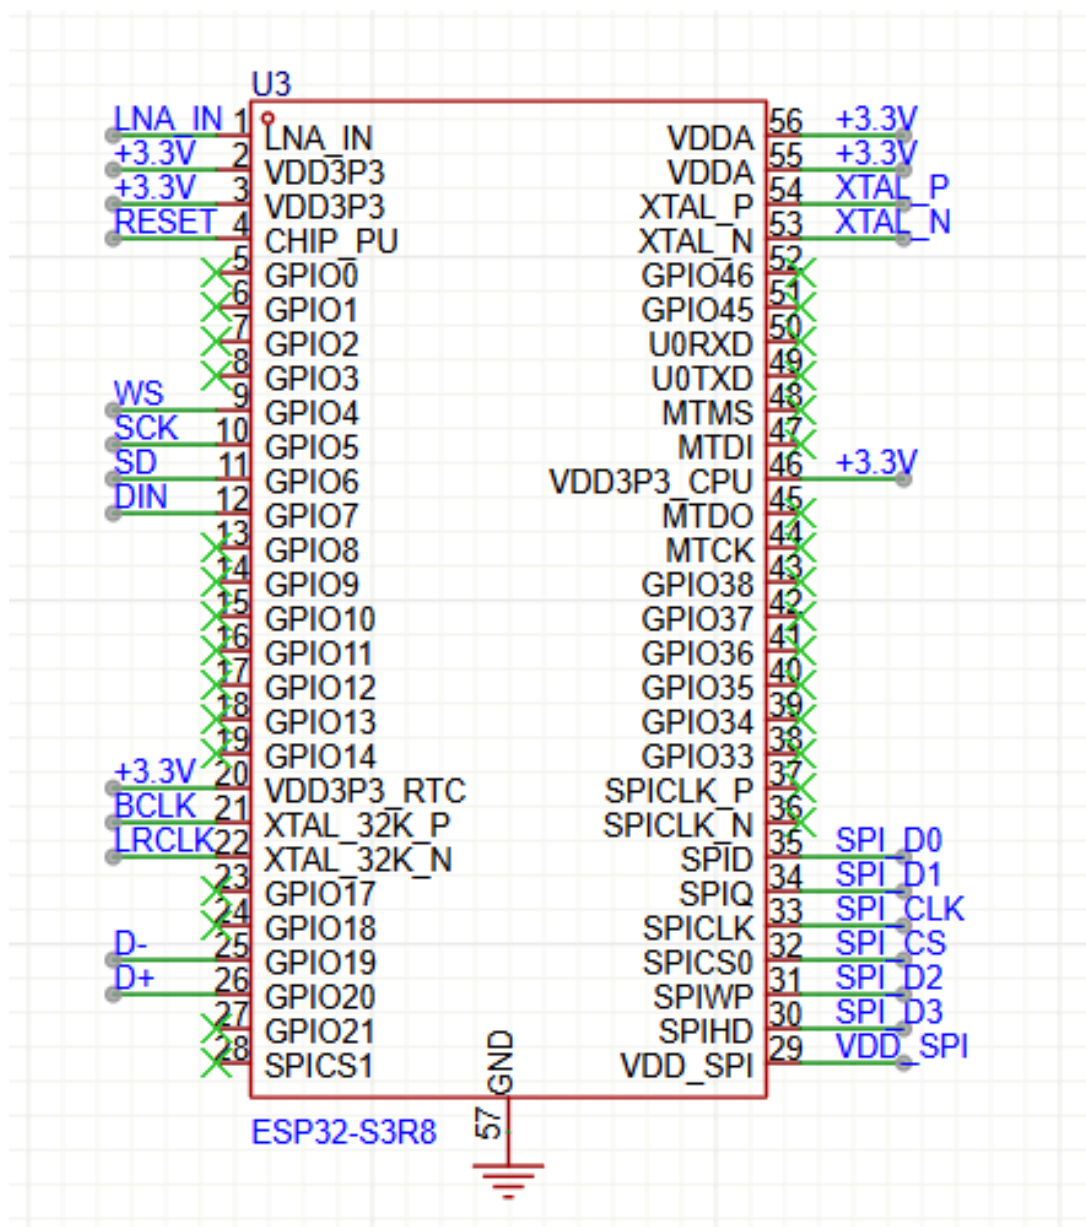 U3
LNA_IN 1 LNA_IN VDDA 56 +3.3V
+3.3V 2 VDD3P3 VDDA 55 +3.3V
+3.3V 3 VDD3P3 XTAL_P 54 XTAL_P
RESET 4 CHIP_PU XTAL_N 53 XTAL_N
5 GPIO0 GPIO46 52
6 GPIO1 GPIO45 51
7 GPIO2 U0RXD 50
8 GPIO3 U0TXD 49
WS 9 GPIO4 MTMS 48
SCK 10 GPIO5 MTDI 47
SD 11 GPIO6 VDD3P3_CPU 46 +3.3V
DIN 12 GPIO7 MTDO 45
13 GPIO8 MTCK 44
14 GPIO9 GPIO38 43
15 GPIO10 GPIO37 42
16 GPIO11 GPIO36 41
17 GPIO12 GPIO35 40
18 GPIO13 GPIO34 39
19 GPIO14 GPIO33 38
+3.3V 20 VDD3P3_RTC SPICLK_P 37
BCLK 21 XTAL_32K_P SPICLK_N 36
LRCLK 22 XTAL_32K_N SPID 35 SPI_D0
23 GPIO17 SPIQ 34 SPI_D1
24 GPIO18 SPICLK 33 SPI_CLK
D- 25 GPIO19 SPICS0 32 SPI_CS
D+ 26 GPIO20 SPIWP 31 SPI_D2
27 GPIO21 SPIHD 30 SPI_D3
28 SPICS1 VDD_SPI 29 VDD_SPI
GND
57
ESP32-S3R8